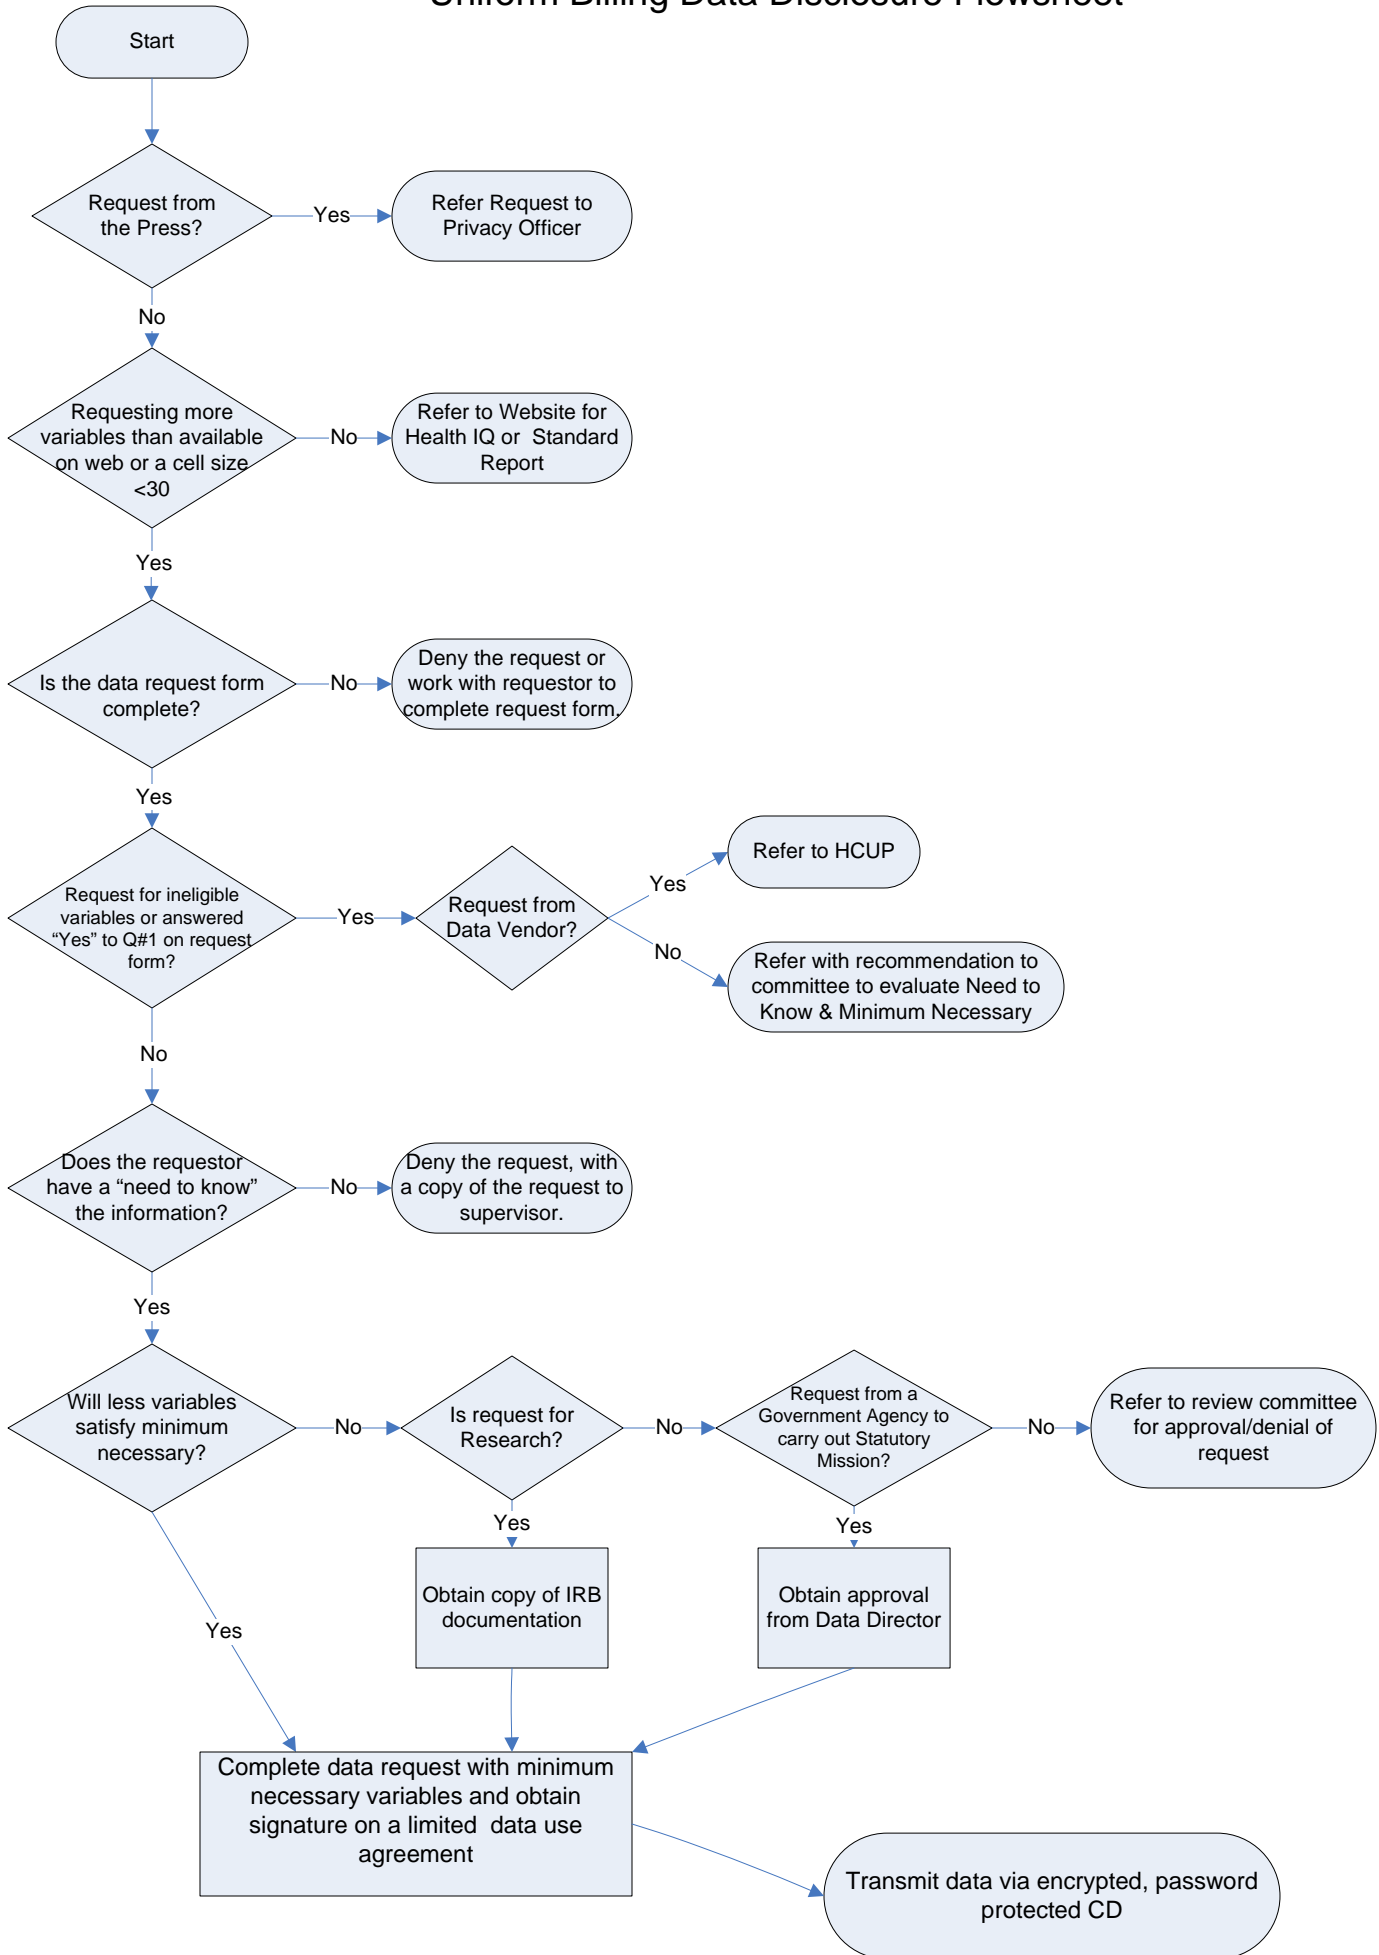 Uniform Billing Data Disclosure Flowsheet
Start
Request from
the Press?
Yes
Refer Request to
Privacy Officer
No
Requesting more
variables than available
on web or a cell size
<30
No
Refer to Website for
Health IQ or  Standard
Report
Yes
Is the data request form
complete?
No
Deny the request or
work with requestor to
complete request form.
Yes
Request for ineligible
variables or answered
“Yes” to Q#1 on request
form?
Yes
Request from
Data Vendor?
Yes
Refer to HCUP
No
Refer with recommendation to
committee to evaluate Need to
Know & Minimum Necessary
No
Does the requestor
have a “need to know”
the information?
No
Deny the request, with
a copy of the request to
supervisor.
Yes
Will less variables
satisfy minimum
necessary?
No
Is request for
Research?
No
Request from a
Government Agency to
carry out Statutory
Mission?
No
Refer to review committee
for approval/denial of
request
Yes
Yes
Obtain copy of IRB
documentation
Obtain approval
from Data Director
Yes
Complete data request with minimum
necessary variables and obtain
signature on a limited  data use
agreement
Transmit data via encrypted, password
protected CD